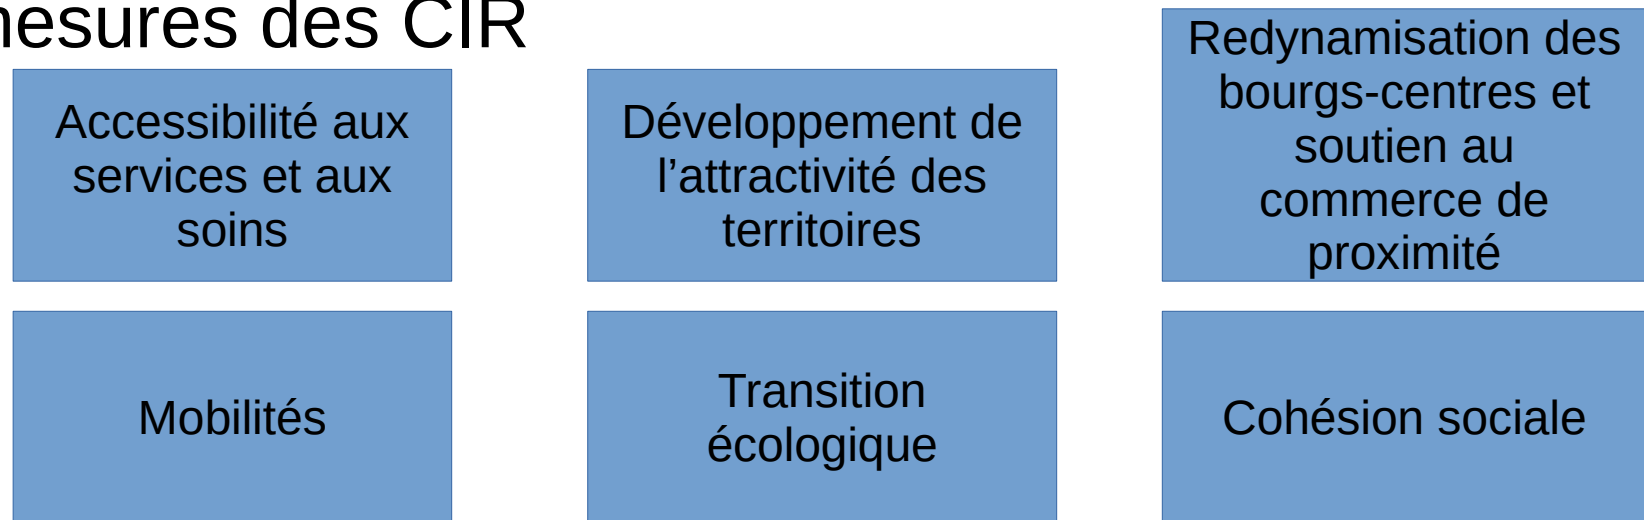 mesures des CIR
Accessibilité aux
services et aux
soins
Développement de
l’attractivité des
territoires
Redynamisation des
bourgs-centres et
soutien au
commerce de
proximité
Mobilités
Transition
écologique
Cohésion sociale